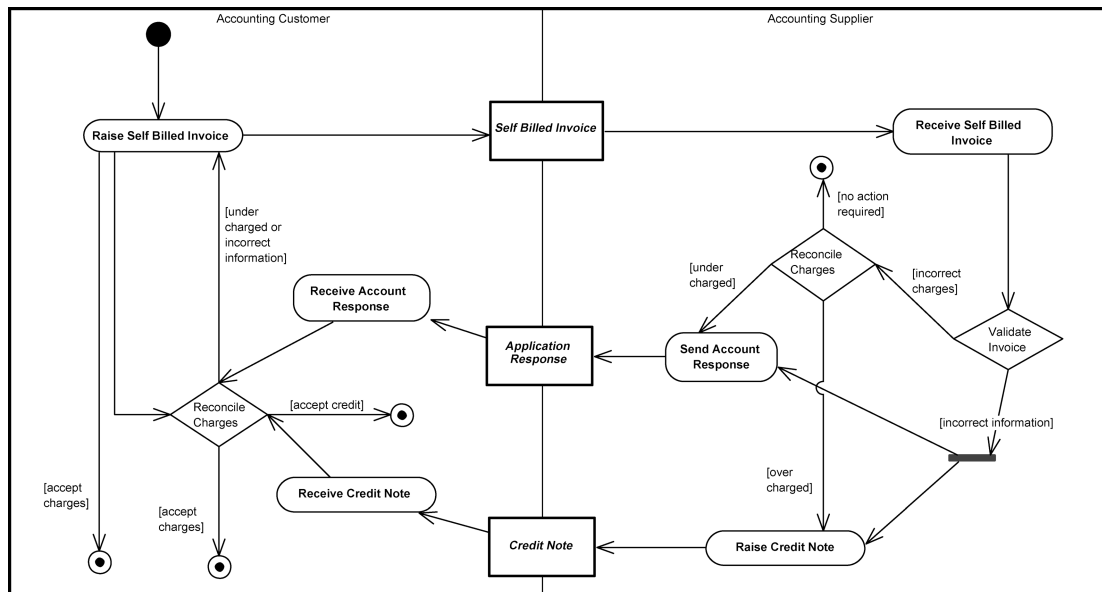 Accounting Customer
Accounting Supplier
Raise Self Billed Invoice
Self Billed Invoice
Receive Self Billed
Invoice
[under
charged or
incorrect
information]
[no action
required]
Reconcile
Charges
[under
charged]
[incorrect
charges]
Receive Account
Response
Application
Response
Send Account
Response
Validate
Invoice
Reconcile
Charges
[accept credit]
[incorrect information]
[accept
charges]
[accept
charges]
Receive Credit Note
[over
charged]
Credit Note
Raise Credit Note